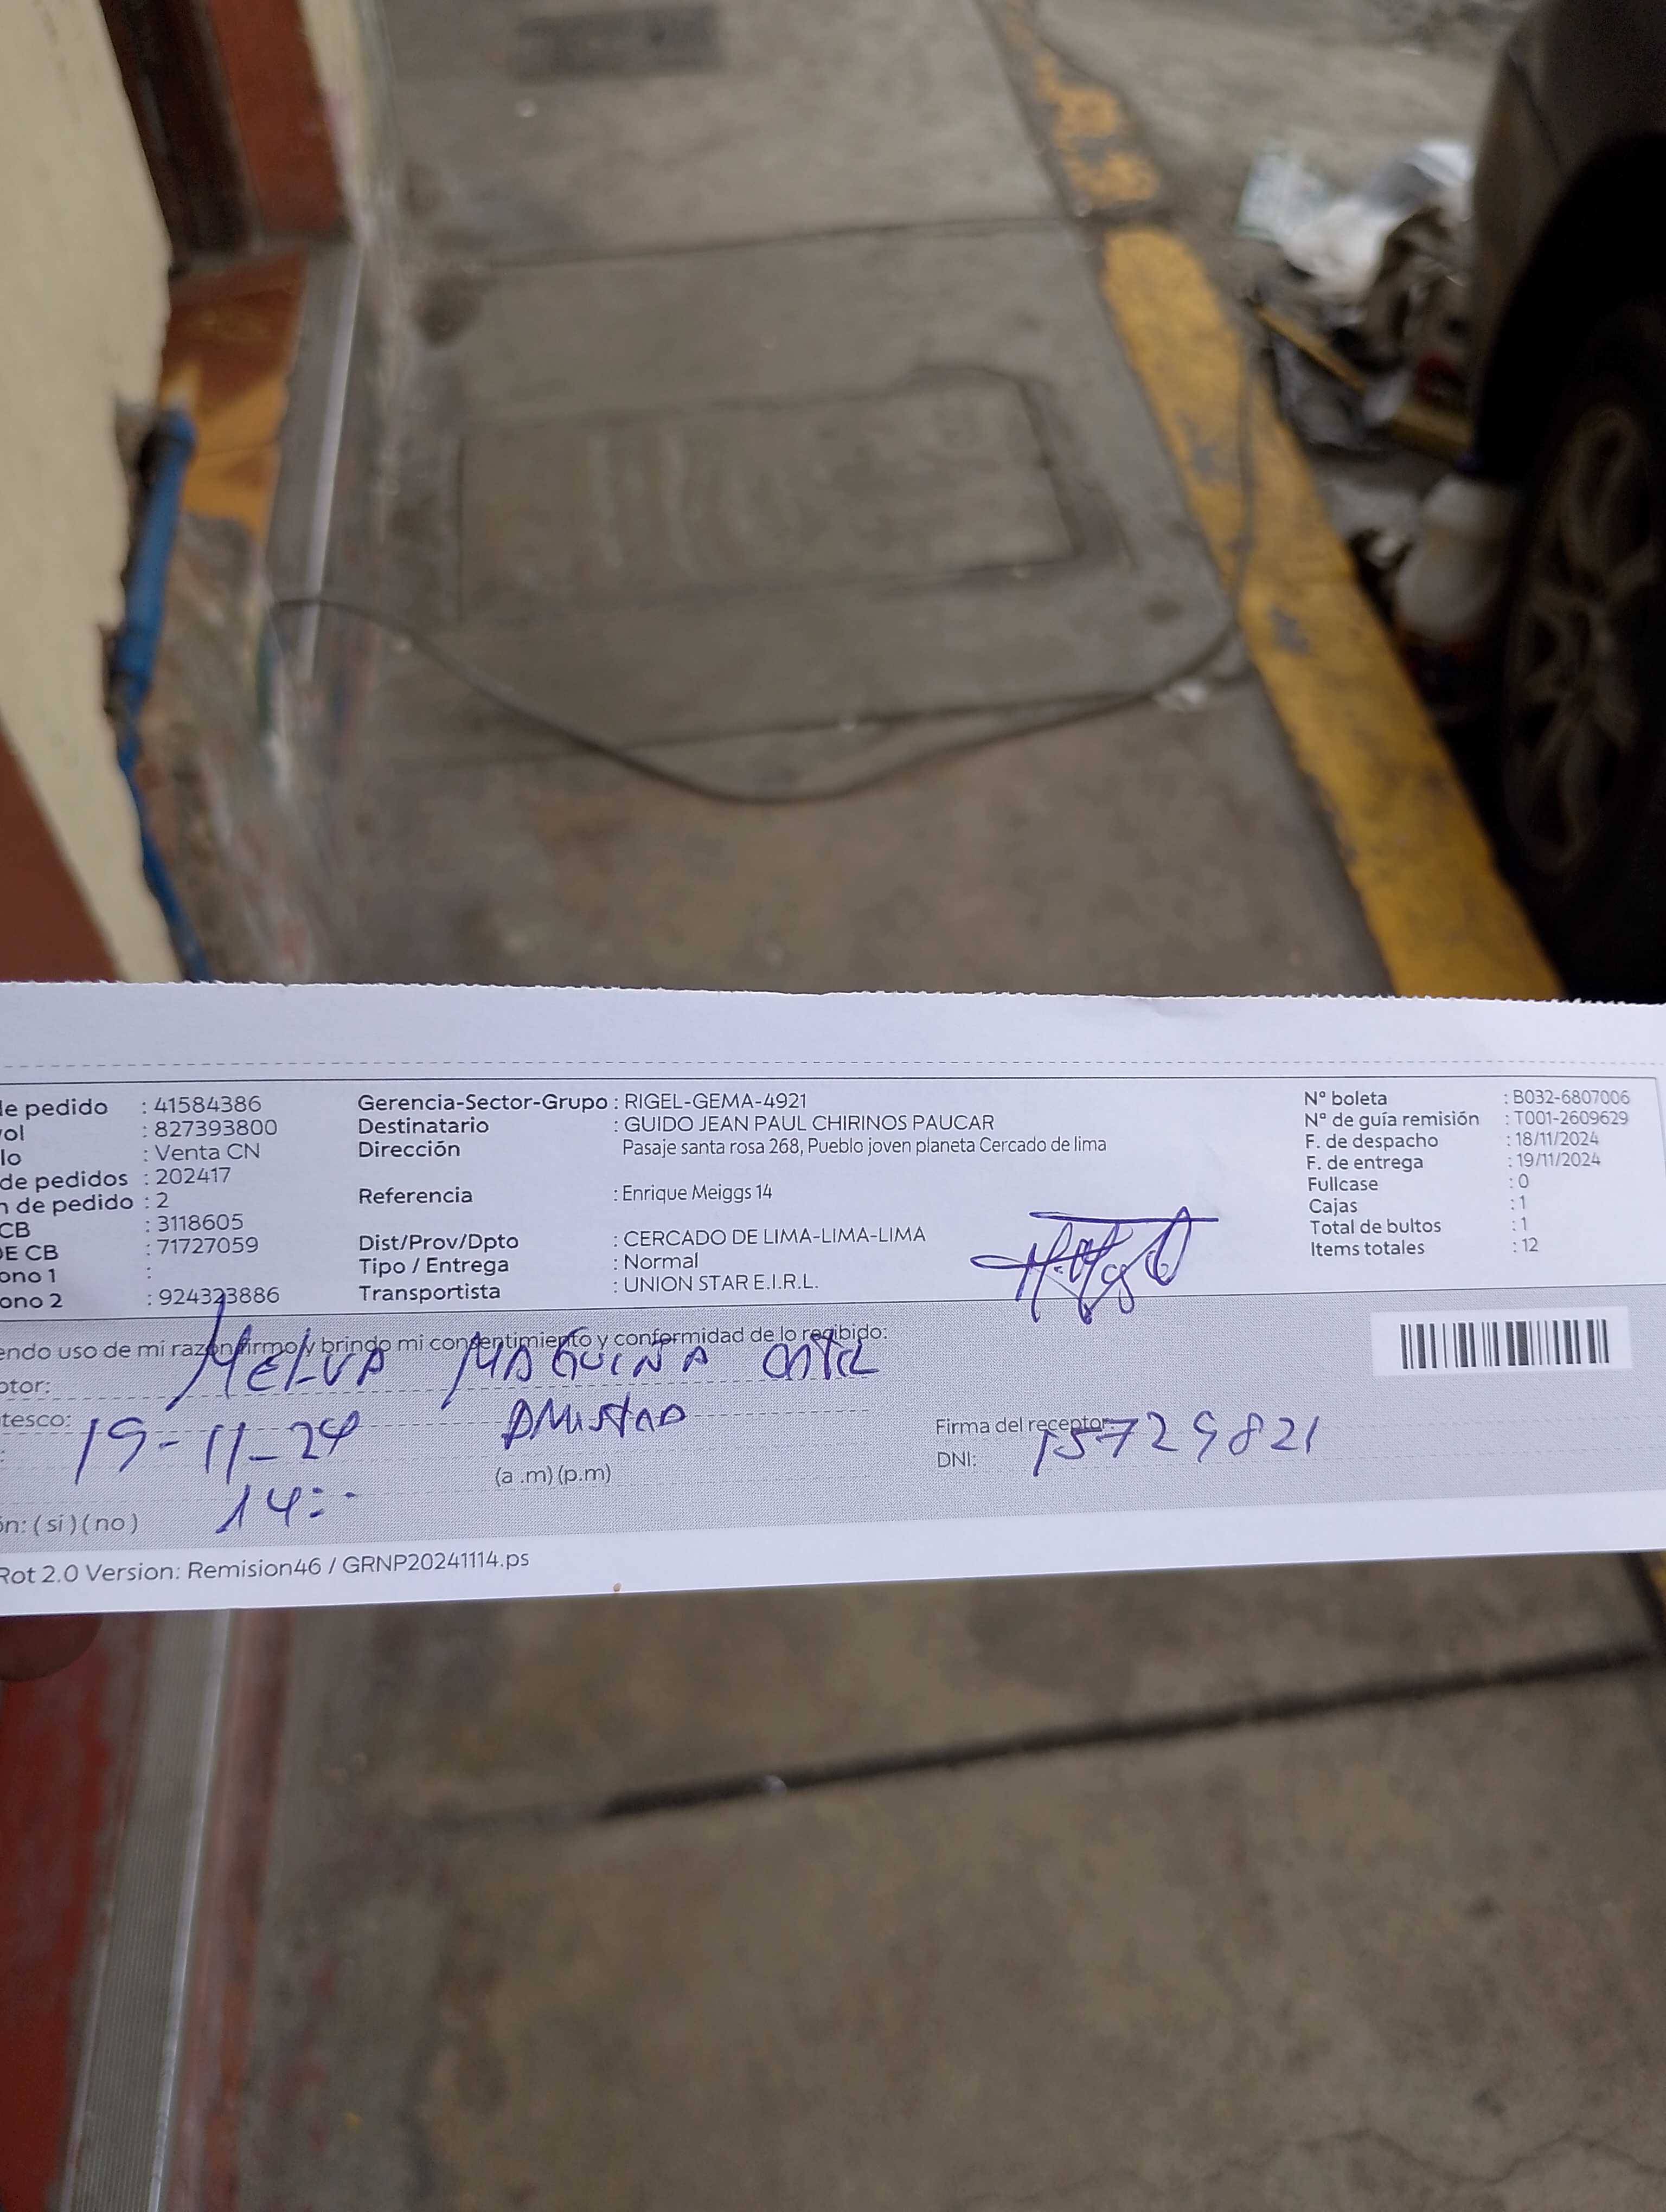 de pedido : 41584386
ol : 827393800
lo : Venta CN
de pedidos : 202417
n de pedido : 2
CB : 3118605
DE CB : 71727059
ono 1 :
ono 2 : 924323886
Gerencia-Sector-Grupo : RIGEL-GEMA-4921
Destinatario : GUIDO JEAN PAUL CHIRINOS PAUCAR
Dirección Pasaje santa rosa 268, Pueblo joven planeta Cercado de lima
Referencia : Enrique Meiggs 14
Dist/Prov/Dpto : CERCADO DE LIMA-LIMA-LIMA
Tipo / Entrega : Normal
Transportista : UNION STAR E.I.R.L.
N° boleta : B032-6807006
N° de guía remisión : T001-2609629
F. de despacho : 18/11/2024
F. de entrega : 19/11/2024
Fullcase : 0
Cajas : 1
Total de bultos : 1
Items totales : 12
endo uso de mi razón firmo y brindo mi consentimiento y conformidad de lo recibido:
ptor: MELVA MAGUIÑA
tesco: AMistAD
19-11-24
(a .m) (p.m)
14:
Firma del receptor:
DNI: 15729821
ón: ( si ) ( no )
Rot 2.0 Version: Remision46 / GRNP20241114.ps